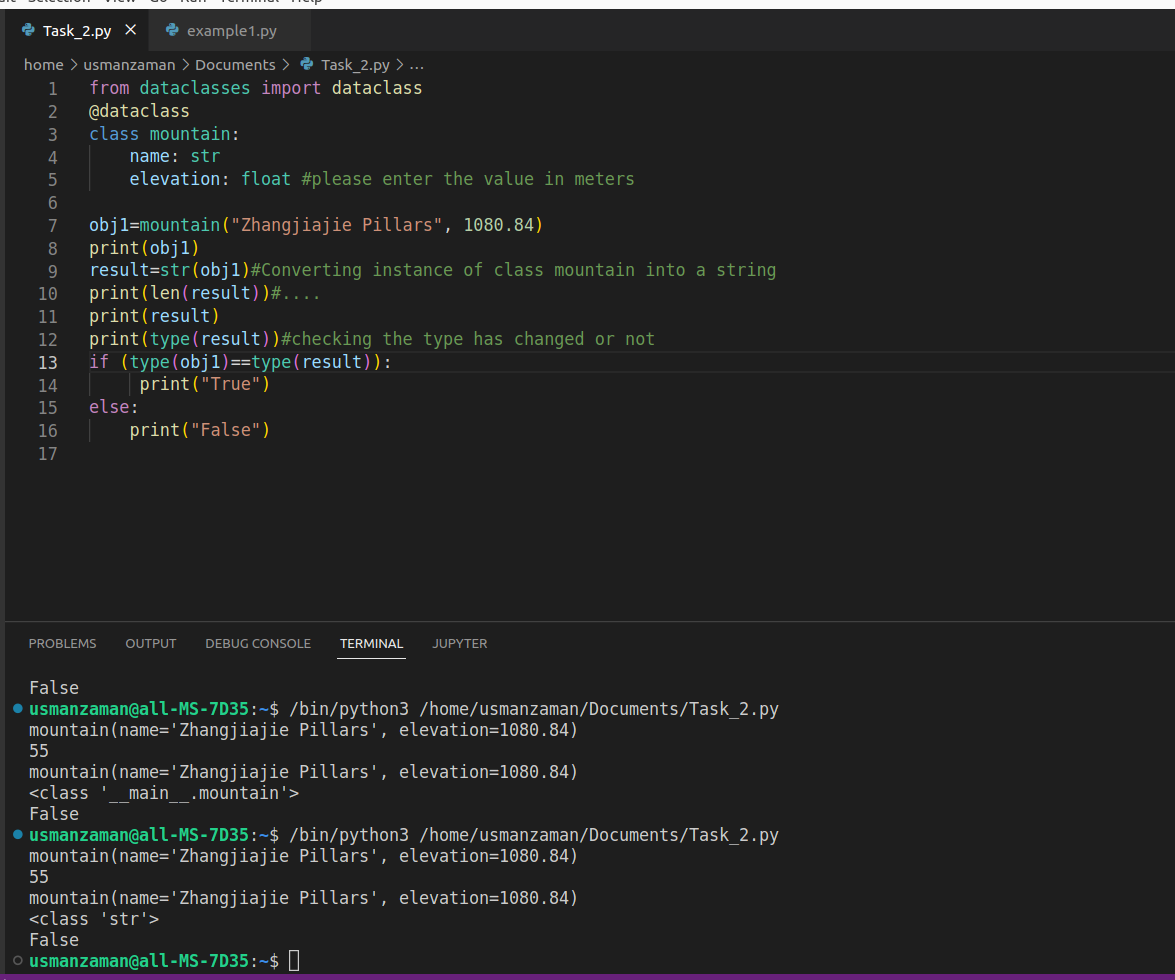 Selection View Go Run Terminal Help
Task_2.py × example1.py
home > usmanzaman > Documents > Task_2.py > ...
1 from dataclasses import dataclass
2 @dataclass
3 class mountain:
4     name: str
5     elevation: float #please enter the value in meters
6
7 obj1=mountain("Zhangjiajie Pillars", 1080.84)
8 print(obj1)
9 result=str(obj1)#Converting instance of class mountain into a string
10 print(len(result))#....
11 print(result)
12 print(type(result))#checking the type has changed or not
13 if (type(obj1)==type(result)):
14      print("True")
15 else:
16     print("False")
17
PROBLEMS OUTPUT DEBUG CONSOLE TERMINAL JUPYTER
False
usmanzaman@all-MS-7D35:~$ /bin/python3 /home/usmanzaman/Documents/Task_2.py
mountain(name='Zhangjiajie Pillars', elevation=1080.84)
55
mountain(name='Zhangjiajie Pillars', elevation=1080.84)
<class '__main__.mountain'>
False
usmanzaman@all-MS-7D35:~$ /bin/python3 /home/usmanzaman/Documents/Task_2.py
mountain(name='Zhangjiajie Pillars', elevation=1080.84)
55
mountain(name='Zhangjiajie Pillars', elevation=1080.84)
<class 'str'>
False
usmanzaman@all-MS-7D35:~$